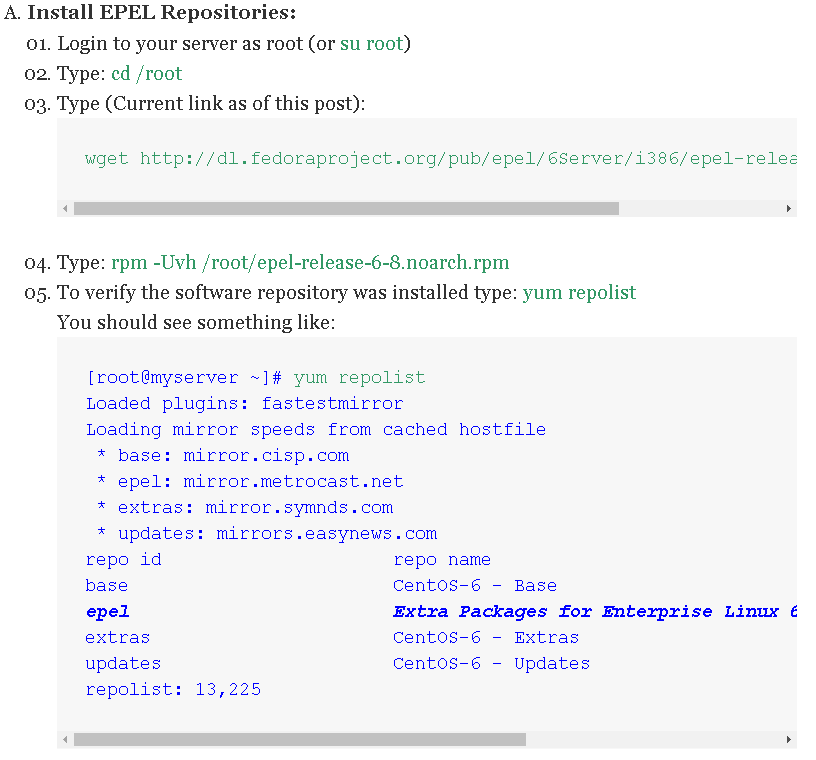 A. Install EPEL Repositories:
01. Login to your server as root (or su root)
02. Type: cd /root
03. Type (Current link as of this post):
wget http://dl.fedoraproject.org/pub/epel/6Server/i386/epel-relea
04. Type: rpm -Uvh /root/epel-release-6-8.noarch.rpm
05. To verify the software repository was installed type: yum repolist
You should see something like:
[root@myserver ~]# yum repolist
Loaded plugins: fastestmirror
Loading mirror speeds from cached hostfile
* base: mirror.cisp.com
* epel: mirror.metrocast.net
* extras: mirror.symnds.com
* updates: mirrors.easynews.com
repo id repo name
base CentOS-6 - Base
epel Extra Packages for Enterprise Linux 6
extras CentOS-6 - Extras
updates CentOS-6 - Updates
repolist: 13,225